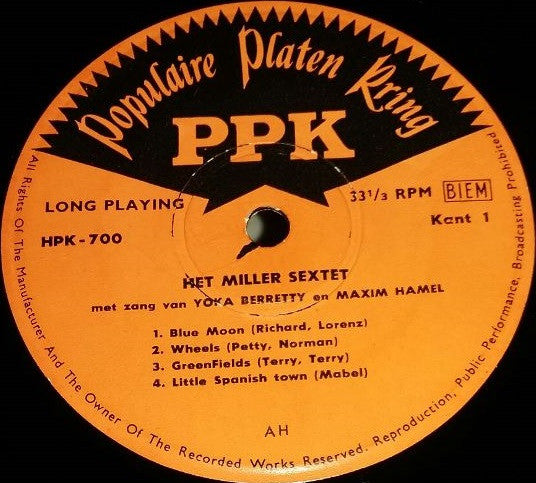 Populaire Platen Kring
PPK
LONG PLAYING
33 1/3 RPM
BIEM
HPK-700
Kant 1
HET MILLER SEXTET
met zang van YOKA BERRETTY en MAXIM HAMEL
1. Blue Moon (Richard, Lorenz)
2. Wheels (Petty, Norman)
3. GreenFields (Terry, Terry)
4. Little Spanish town (Mabel)
AH
All Rights Of The Manufacturer And The Owner Of The Recorded Works Reserved. Reproduction, Public Performance, Broadcasting Prohibited